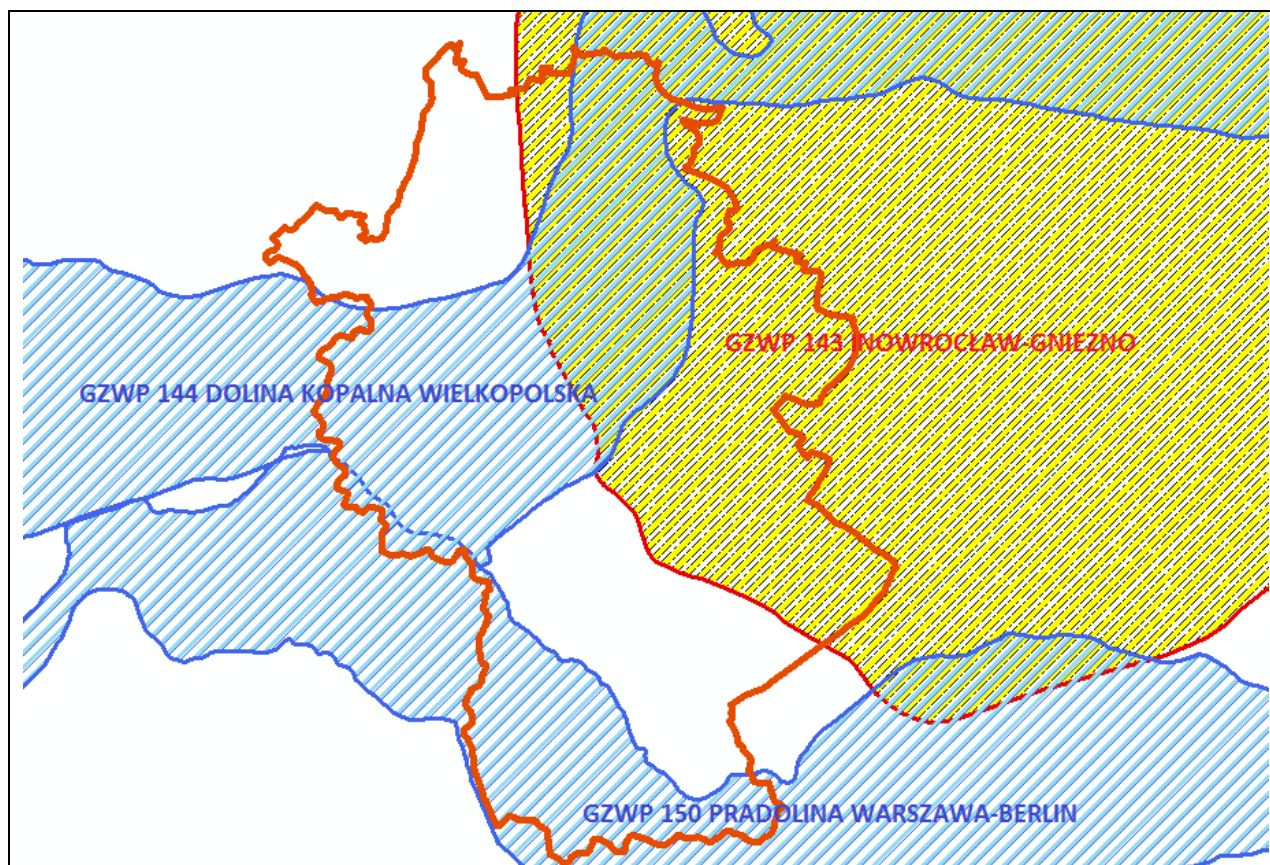 GZWP 143 INOWROCŁAW-GNIEZNO
GZWP 144 DOLINA KOPALNA WIELKOPOLSKA
GZWP 150 PRADOLINA WARSZAWA-BERLIN